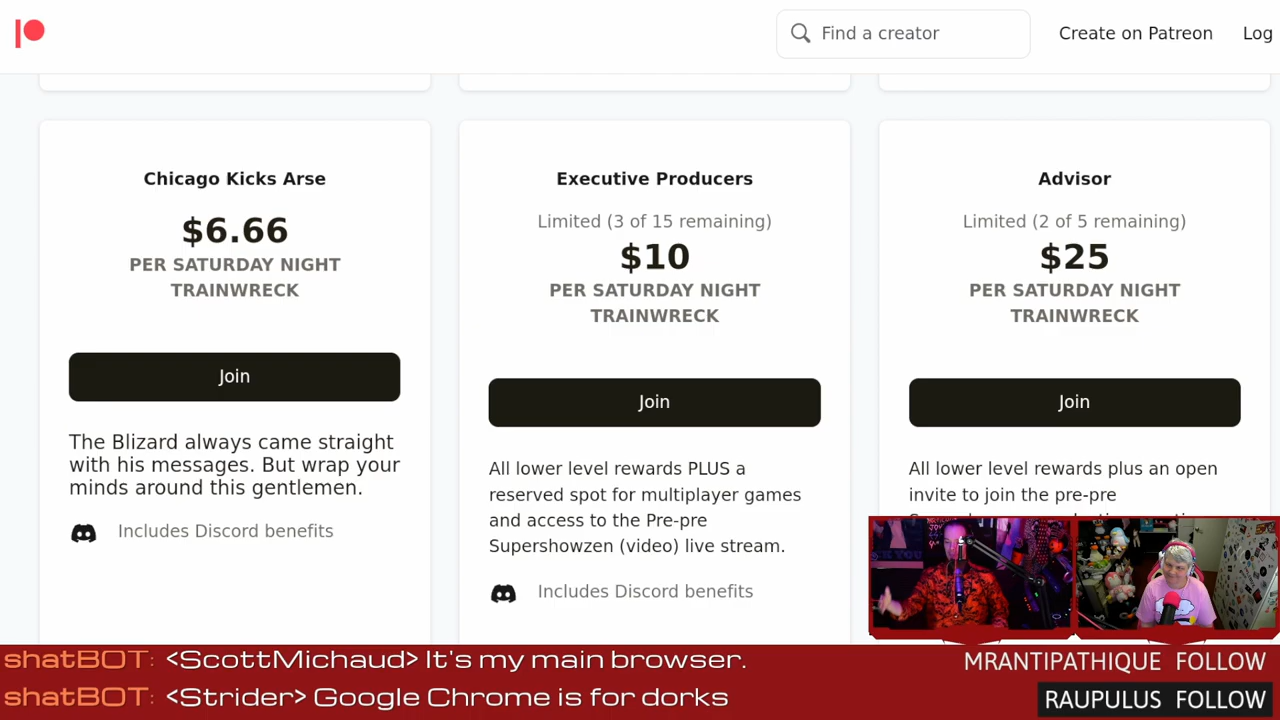 Find a creator
Create on Patreon
Log
Chicago Kicks Arse
$6.66
PER SATURDAY NIGHT
TRAINWRECK
Join
The Blizard always came straight
with his messages. But wrap your
minds around this gentlemen.
Includes Discord benefits
Executive Producers
Limited (3 of 15 remaining)
$10
PER SATURDAY NIGHT
TRAINWRECK
Join
All lower level rewards PLUS a
reserved spot for multiplayer games
and access to the Pre-pre
Supershowzen (video) live stream.
Includes Discord benefits
Advisor
Limited (2 of 5 remaining)
$25
PER SATURDAY NIGHT
TRAINWRECK
Join
All lower level rewards plus an open
invite to join the pre-pre
shatBOT: <ScottMichaud> It's my main browser.
shatBOT: <Strider> Google Chrome is for dorks
MRANTIPATHIQUE FOLLOW
RAUPULUS FOLLOW